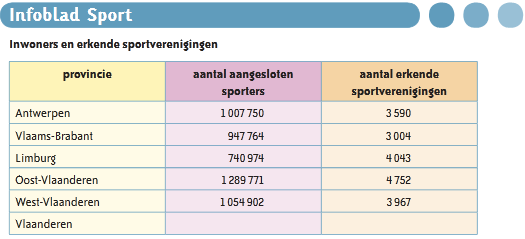 Infoblad Sport
Inwoners en erkende sportverenigingen
provincie aantal aangesloten sporters aantal erkende sportverenigingen
Antwerpen 1 007 750 3 590
Vlaams-Brabant 947 764 3 004
Limburg 740 974 4 043
Oost-Vlaanderen 1 289 771 4 752
West-Vlaanderen 1 054 902 3 967
Vlaanderen